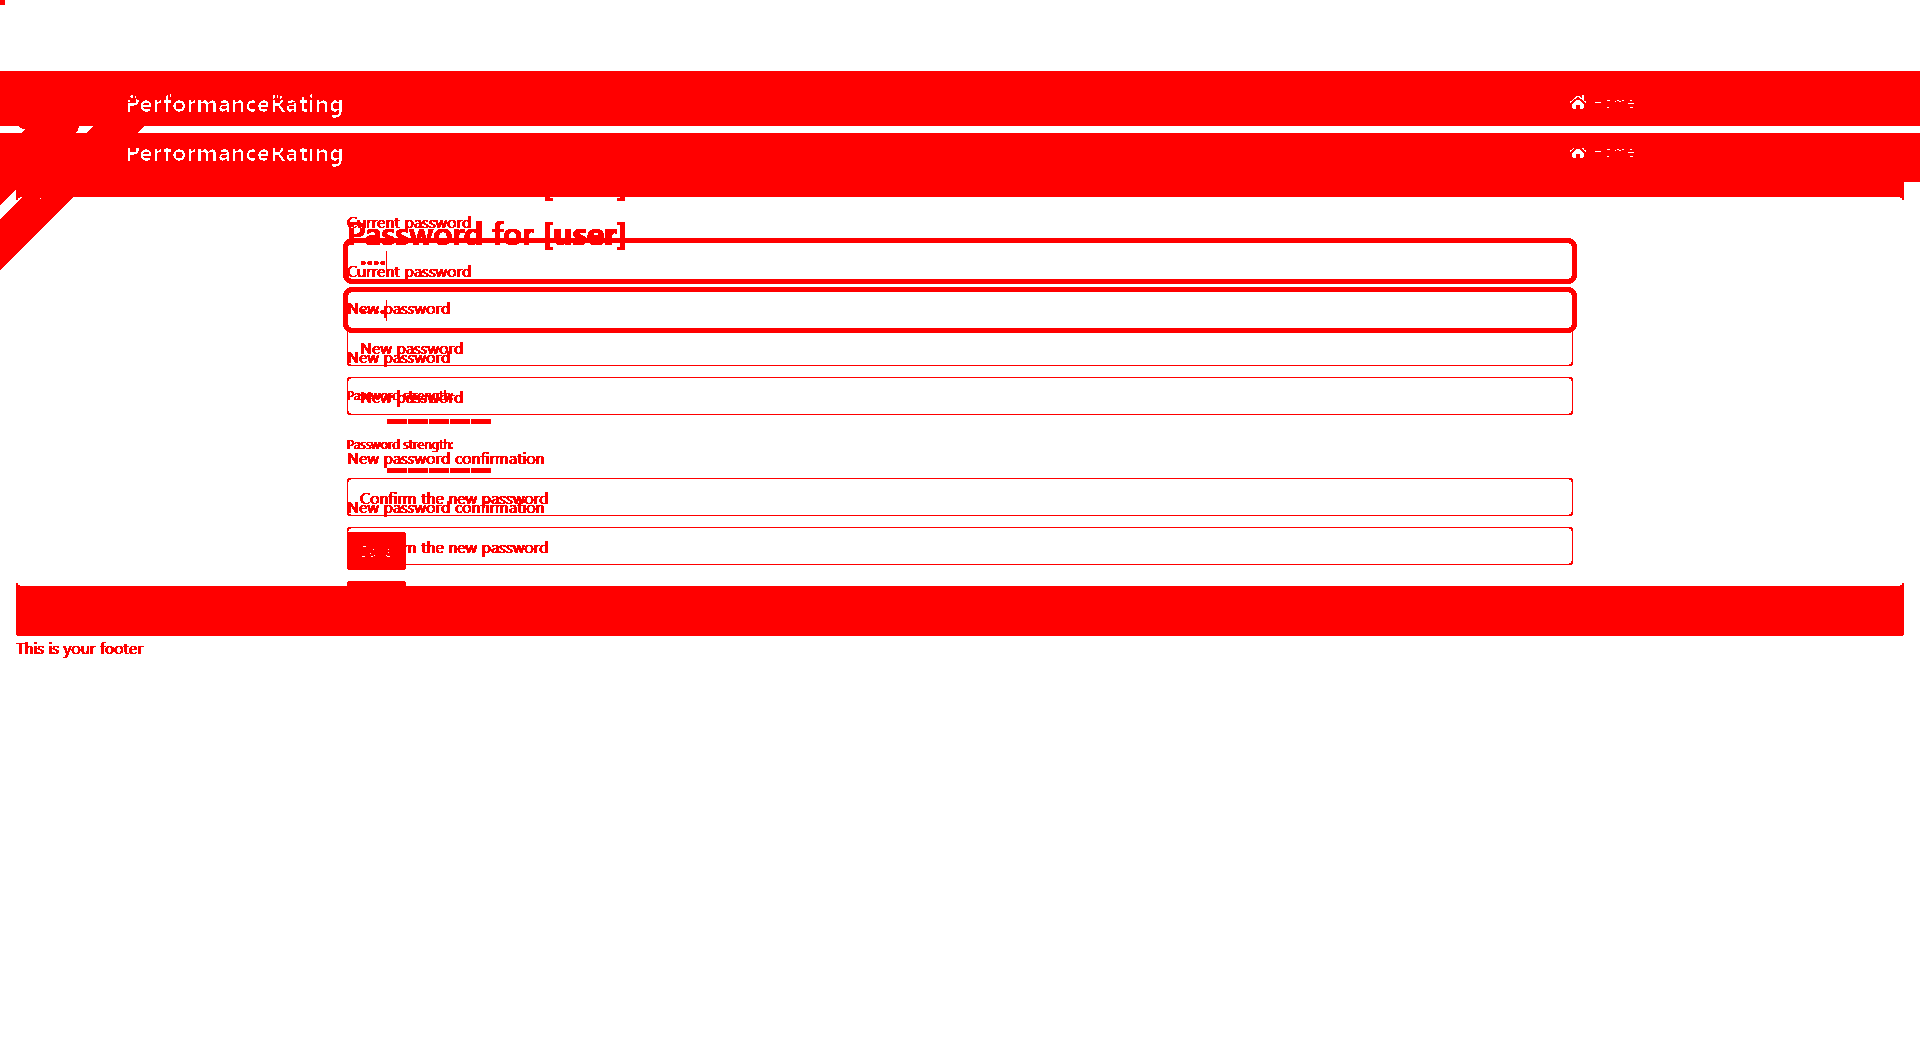 PerformanceRating Home
PerformanceRating Home
Current password
Password for [user]
Current password
New password
New password
New password
Password strength:
New password
Password strength:
New password confirmation
Confirm the new password
New password confirmation
the new password
This is your footer